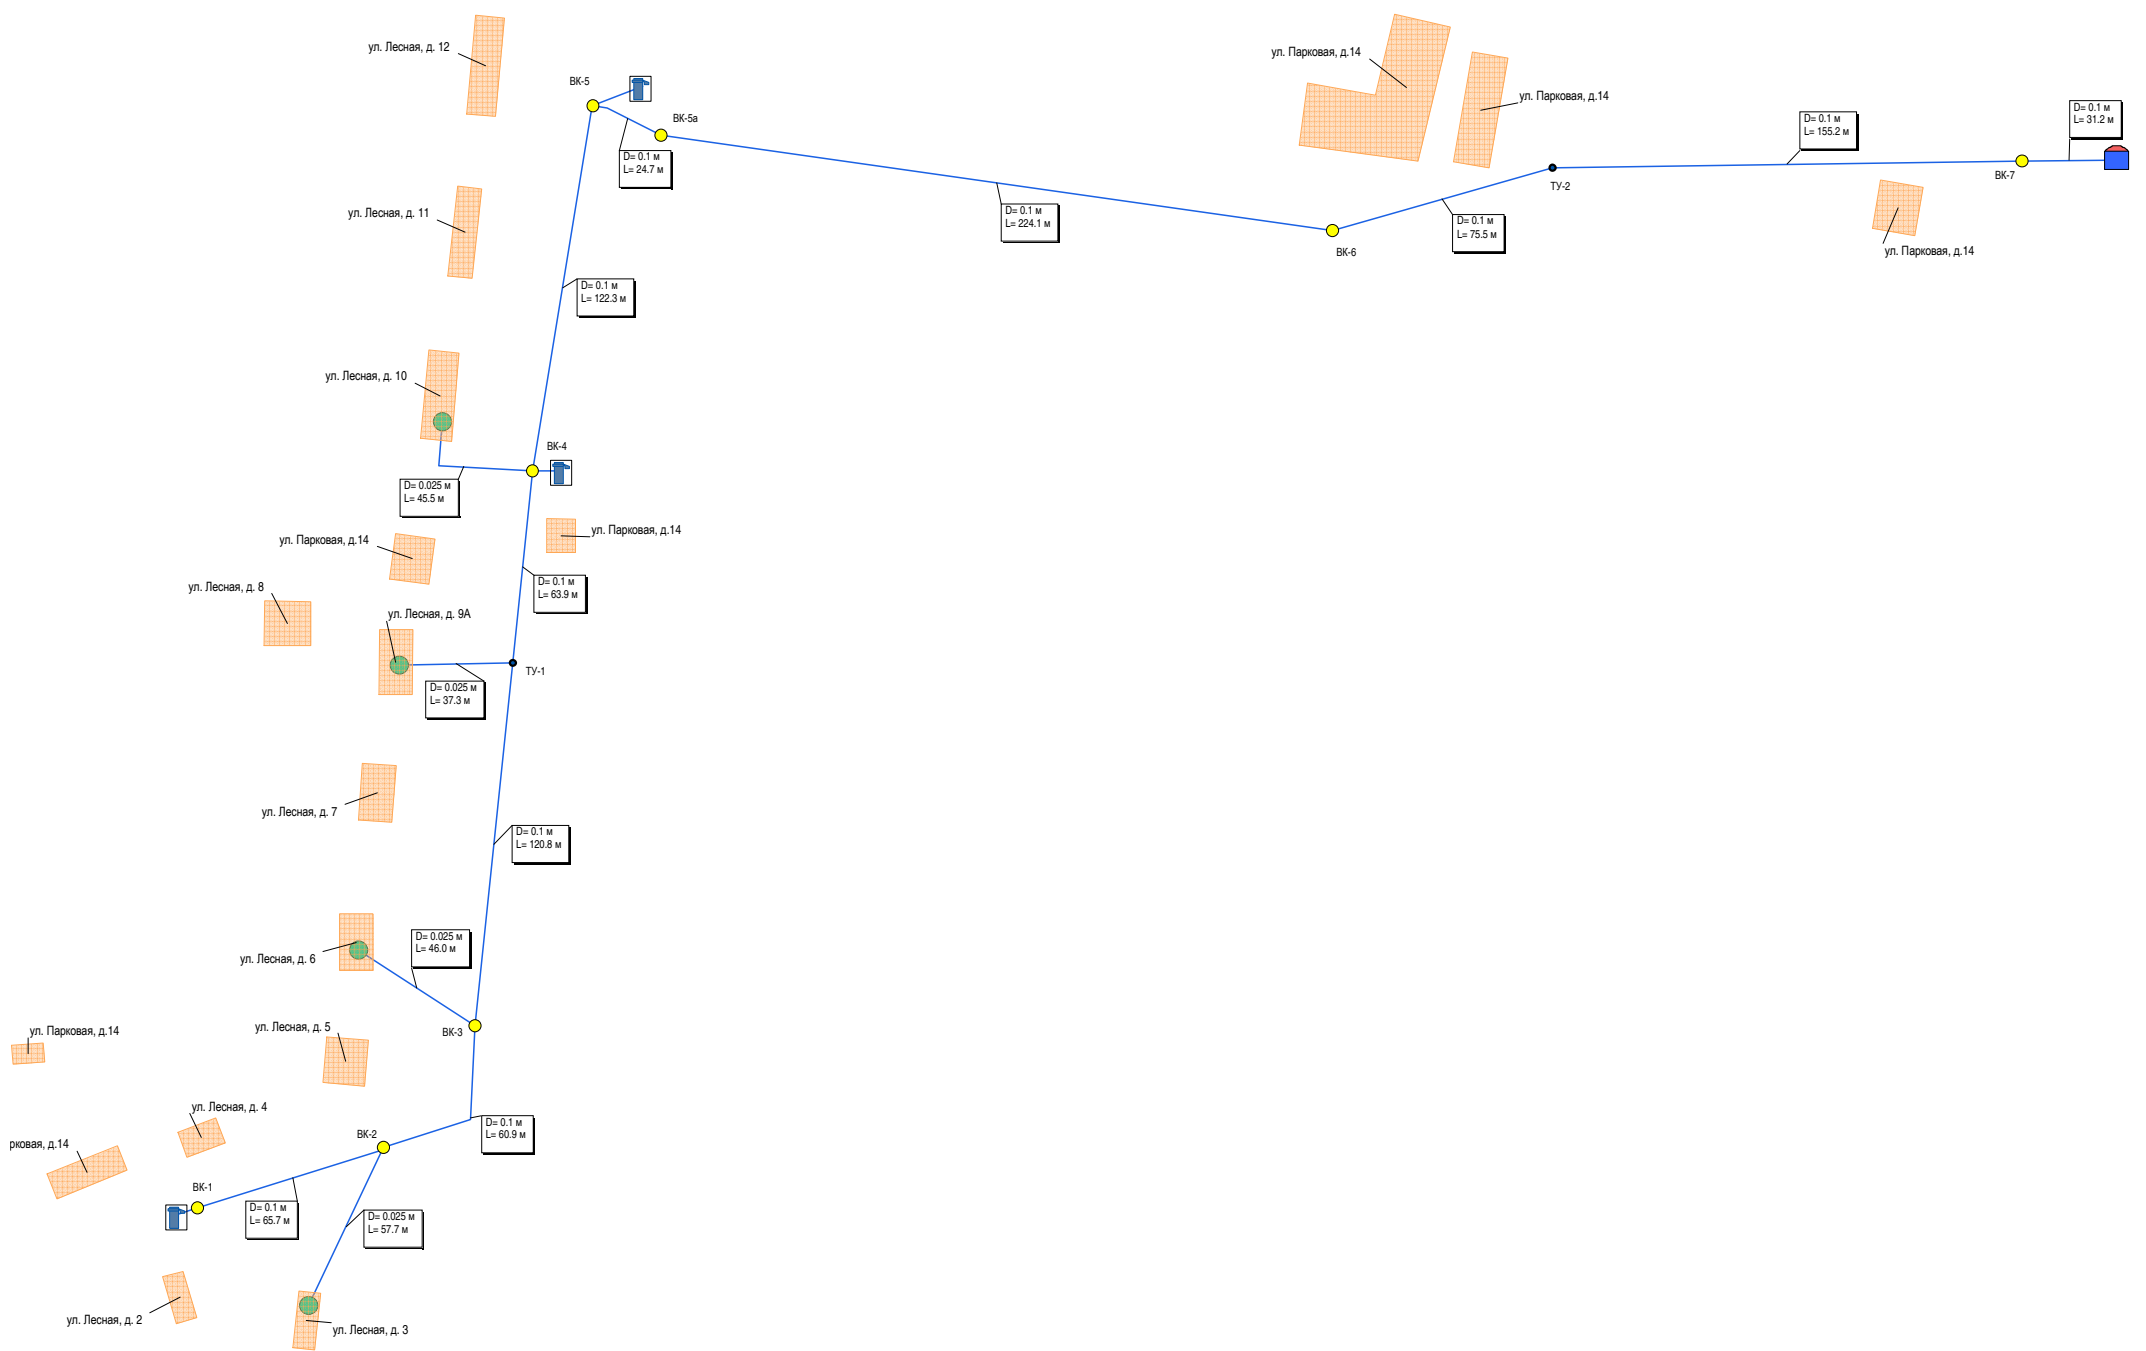 ул. Лесная, д. 12
ВК-5
ВК-5а
D= 0.1 м
L= 24.7 м
ул. Парковая, д.14
ул. Парковая, д.14
D= 0.1 м
L= 155.2 м
D= 0.1 м
L= 31.2 м
ТУ-2
ВК-7
ул. Лесная, д. 11
D= 0.1 м
L= 224.1 м
D= 0.1 м
L= 75.5 м
ВК-6
ул. Парковая, д.14
D= 0.1 м
L= 122.3 м
ул. Лесная, д. 10
ВК-4
D= 0.025 м
L= 45.5 м
ул. Парковая, д.14
ул. Парковая, д.14
ул. Лесная, д. 8
D= 0.1 м
L= 63.9 м
ул. Лесная, д. 9А
ТУ-1
D= 0.025 м
L= 37.3 м
ул. Лесная, д. 7
D= 0.1 м
L= 120.8 м
D= 0.025 м
L= 46.0 м
ул. Лесная, д. 6
ВК-3
ул. Парковая, д.14
ул. Лесная, д. 5
ул. Лесная, д. 4
D= 0.1 м
L= 60.9 м
ВК-2
рковая, д.14
ВК-1
D= 0.1 м
L= 65.7 м
D= 0.025 м
L= 57.7 м
ул. Лесная, д. 2
ул. Лесная, д. 3